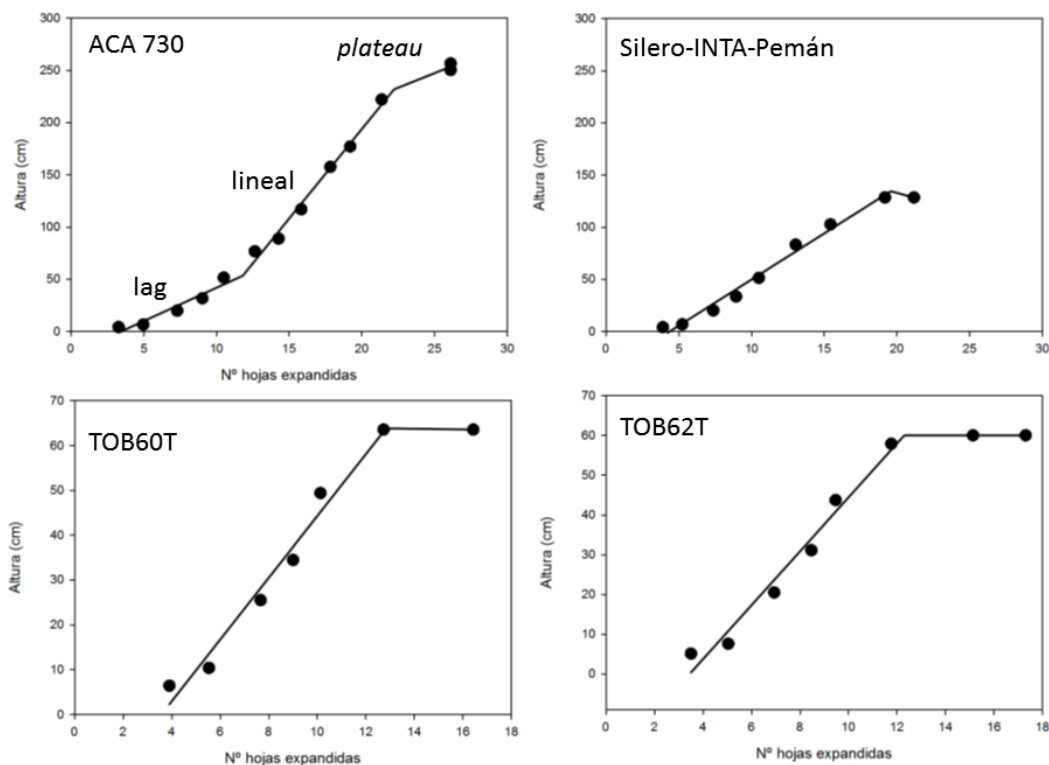 ACA 730
plateau
lineal
lag
Altura (cm)
300
250
200
150
100
50
0
0 5 10 15 20 25 30
Nº hojas expandidas
Silero-INTA-Pemán
Altura (cm)
300
250
200
150
100
50
0
0 5 10 15 20 25 30
Nº hojas expandidas
TOB60T
Altura (cm)
70
60
50
40
30
20
10
0
0 2 4 6 8 10 12 14 16 18
Nº hojas expandidas
TOB62T
Altura (cm)
70
60
50
40
30
20
10
0
0 2 4 6 8 10 12 14 16 18
Nº hojas expandidas